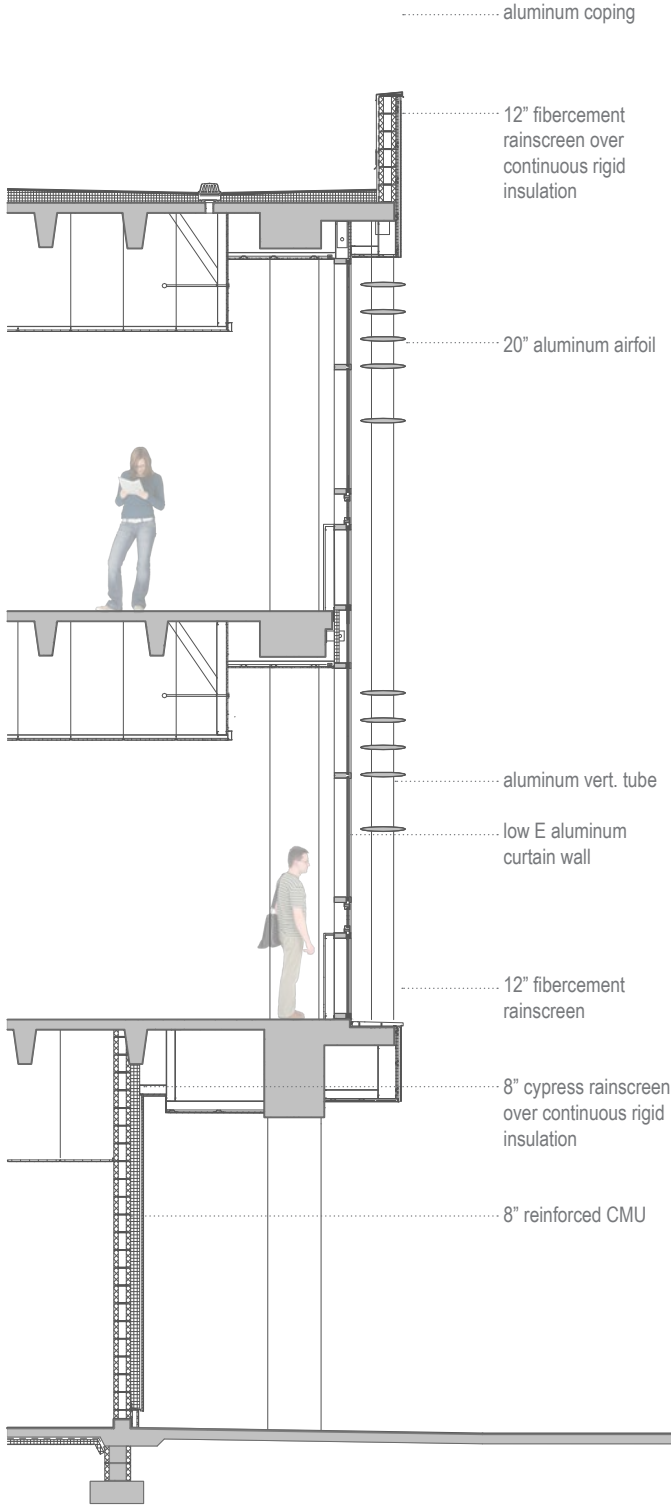 aluminum coping
12” fibercement
rainscreen over
continuous rigid
insulation
20” aluminum airfoil
aluminum vert. tube
low E aluminum
curtain wall
12” fibercement
rainscreen
8” cypress rainscreen
over continuous rigid
insulation
8” reinforced CMU